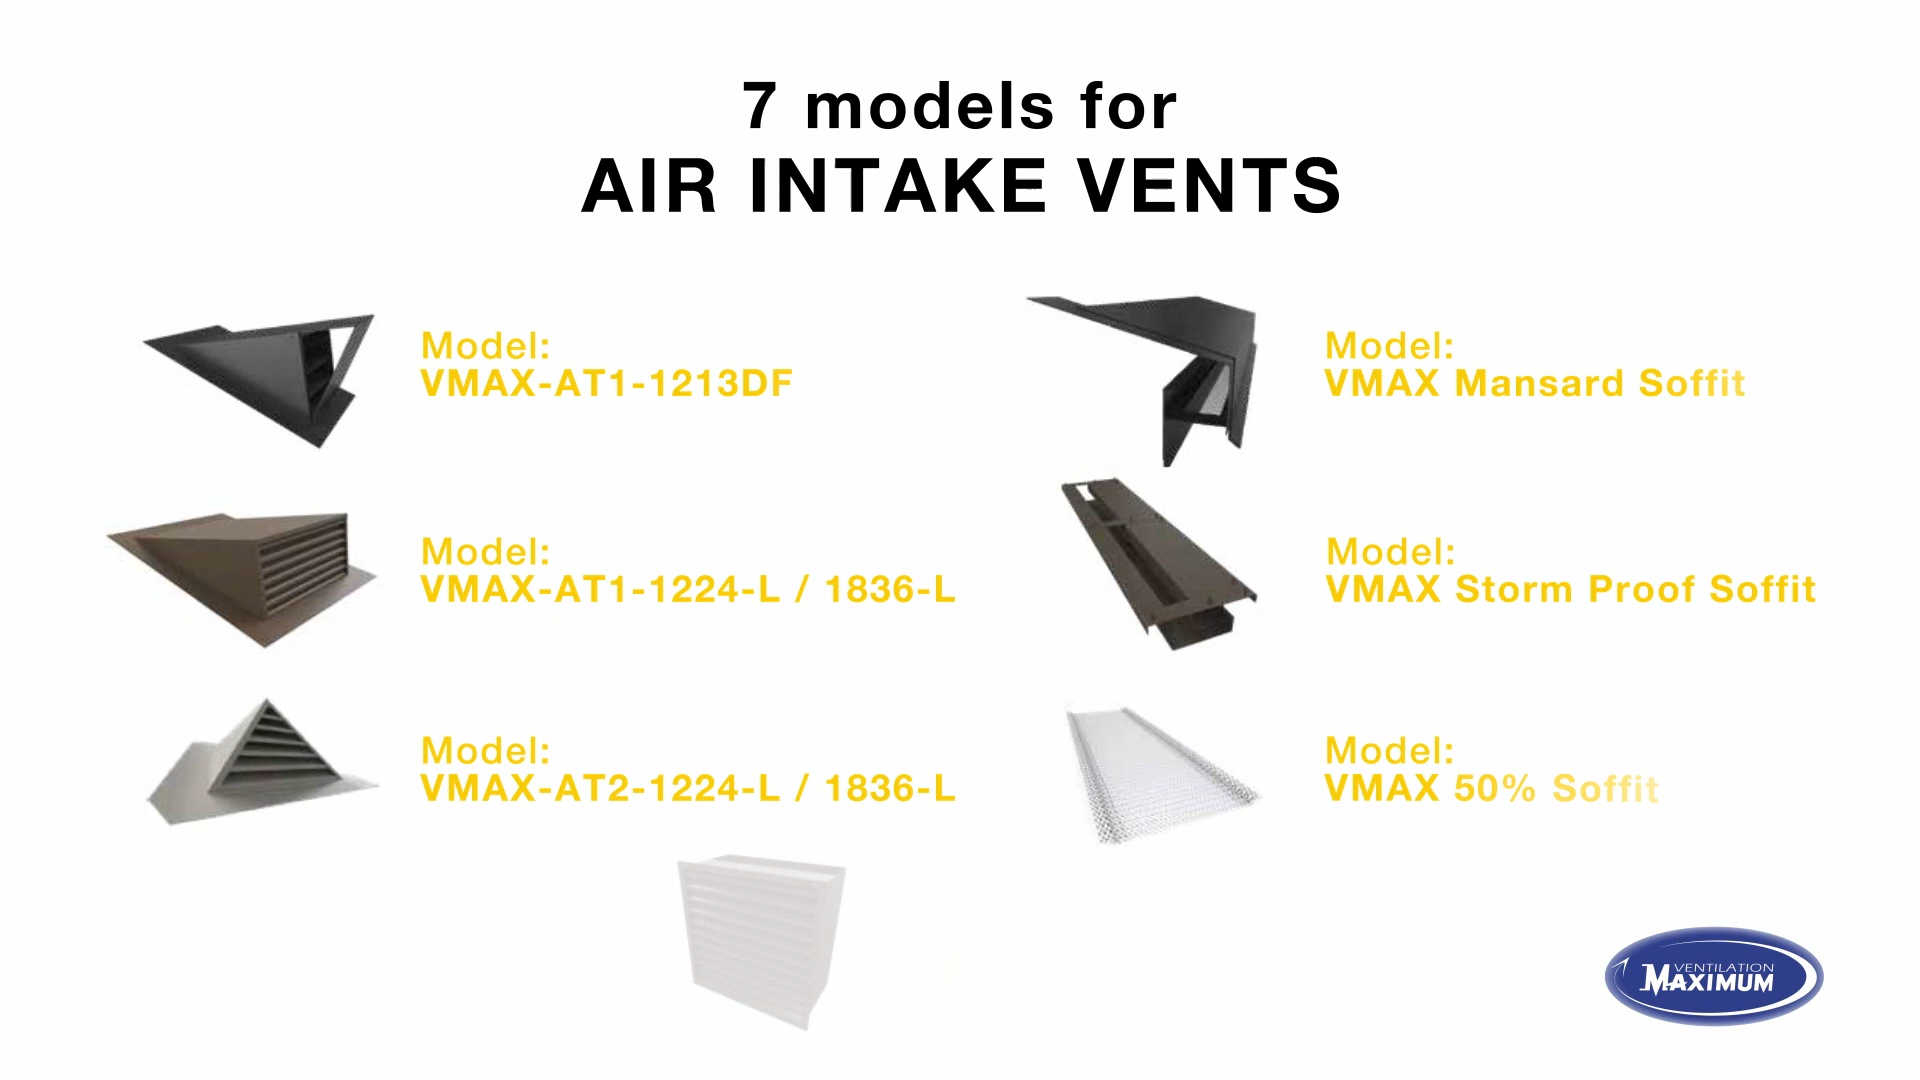 7 models for
AIR INTAKE VENTS
Model:
VMAX-AT1-1213DF
Model:
VMAX-AT1-1224-L / 1836-L
Model:
VMAX-AT2-1224-L / 1836-L
Model:
VMAX Mansard Soffit
Model:
VMAX Storm Proof Soffit
Model:
VMAX 50% Soffit
VENTILATION
MAXIMUM